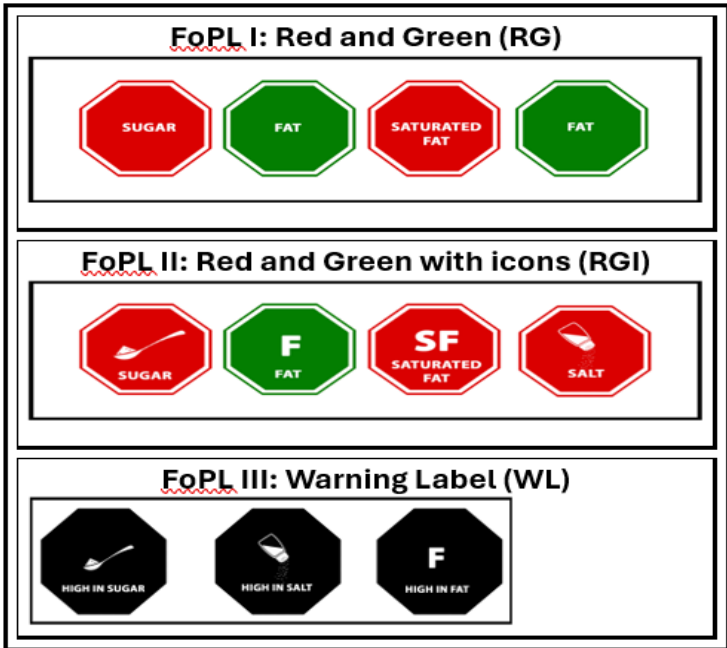 FoPL I: Red and Green (RG)
SUGAR
FAT
SATURATED
FAT
FAT
FoPL II: Red and Green with icons (RGI)
SUGAR
F
FAT
SF
SATURATED
FAT
SALT
FoPL III: Warning Label (WL)
HIGH IN SUGAR
HIGH IN SALT
F
HIGH IN FAT